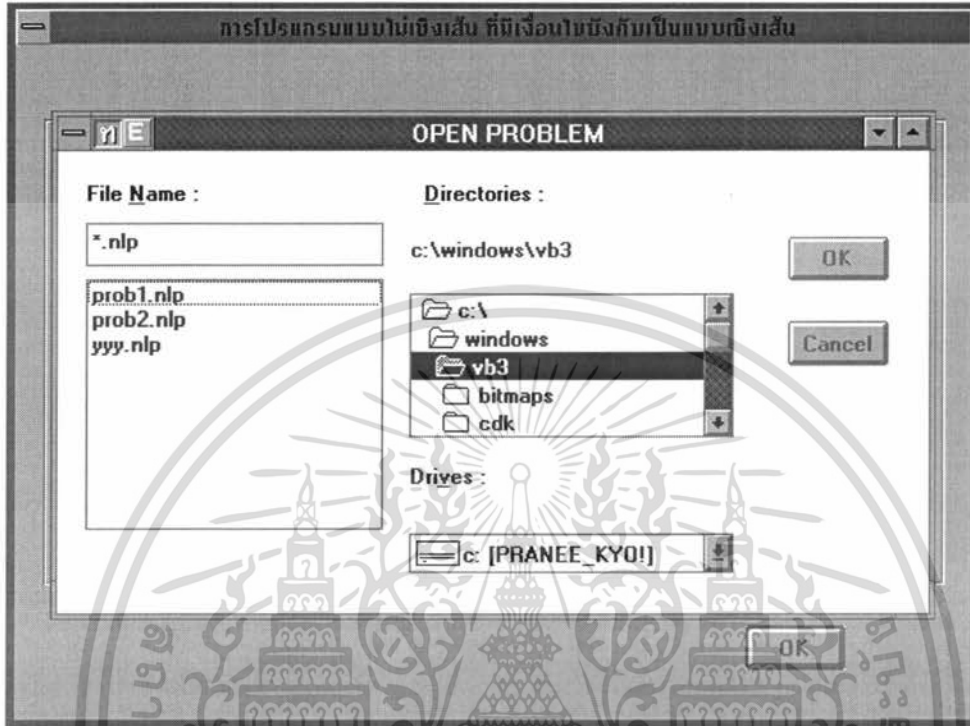 การโปรแกรมแบบไม่เชิงเส้น ที่มีเงื่อนไขบังคับเป็นแบบเชิงเส้น
ท E OPEN PROBLEM
File Name :
Directories :
*.nlp
c:\windows\vb3
OK
prob1.nlp
prob2.nlp
yyy.nlp
c:\
windows
vb3
bitmaps
cdk
Cancel
Drives :
c: [PRANEE_KYO!]
OK